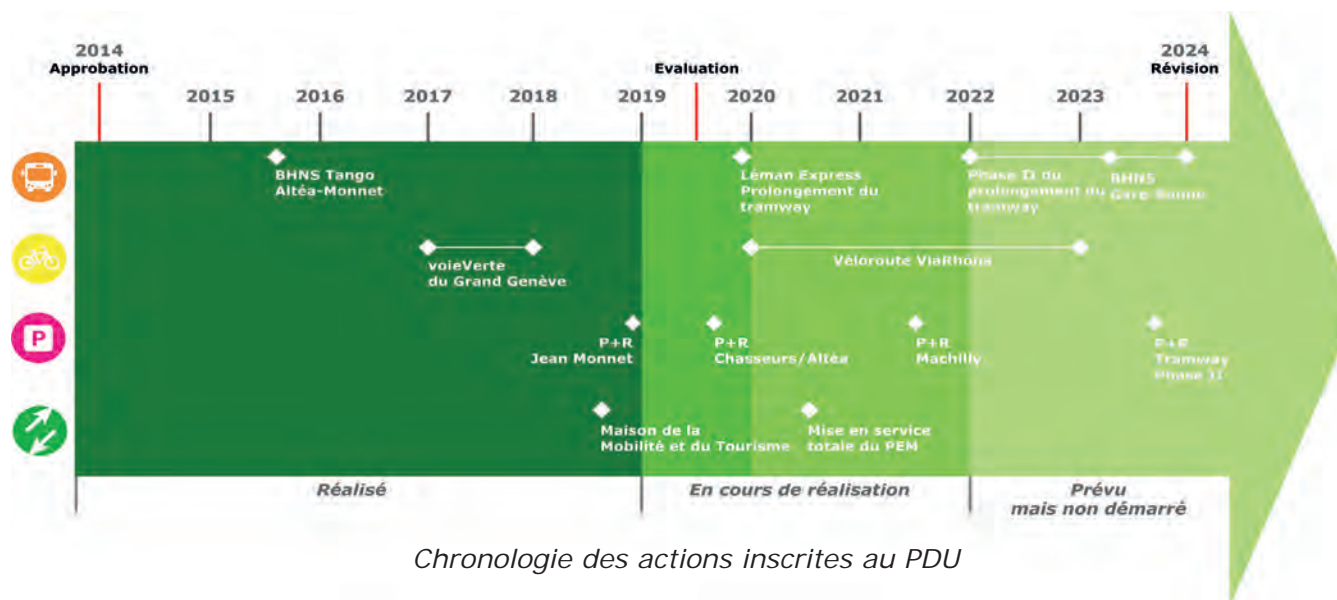 2014
Approbation
Evaluation
2024
Révision
2015
2016
2017
2018
2019
2020
2021
2022
2023
BHNS Tango
Altéa-Monnet
Léman Express
Prolongement du
tramway
Phase II du
prolongement du
tramway
BHNS
Gare-Bonne
voieVerte
du Grand Genève
Véloroute ViaRhôna
P
P+R
Jean Monnet
P+R
Chasseurs/Altéa
P+R
Machilly
P+R
Tramway
Phase II
Maison de la
Mobilité et du Tourisme
Mise en service
totale du PEM
Réalisé
En cours de réalisation
Prévu
mais non démarré
Chronologie des actions inscrites au PDU